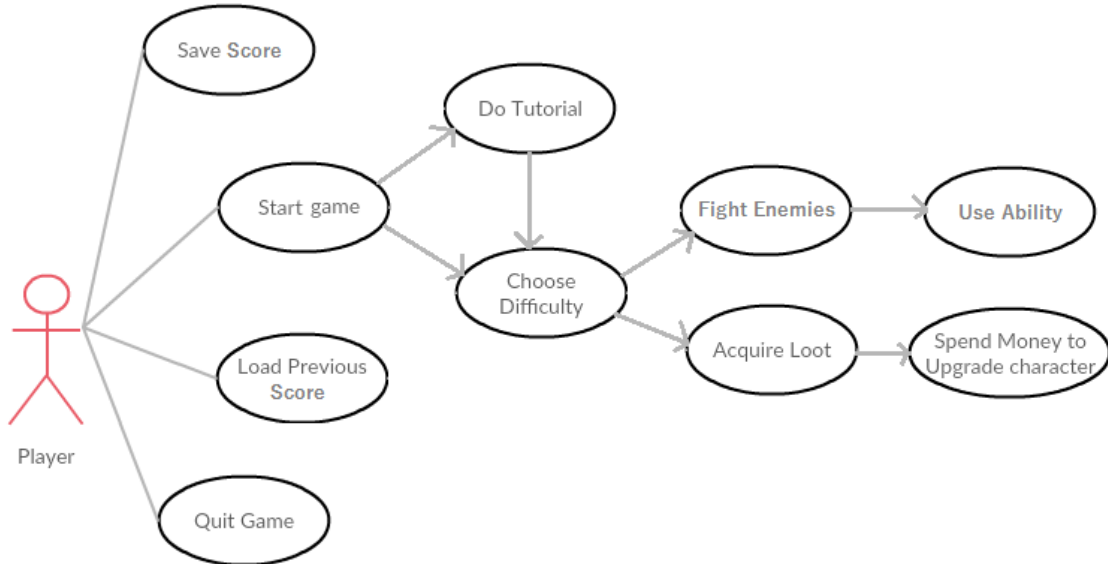 Save Score
Do Tutorial
Start game
Fight Enemies
Use Ability
Choose
Difficulty
Acquire Loot
Spend Money to
Upgrade character
Load Previous
Score
Player
Quit Game